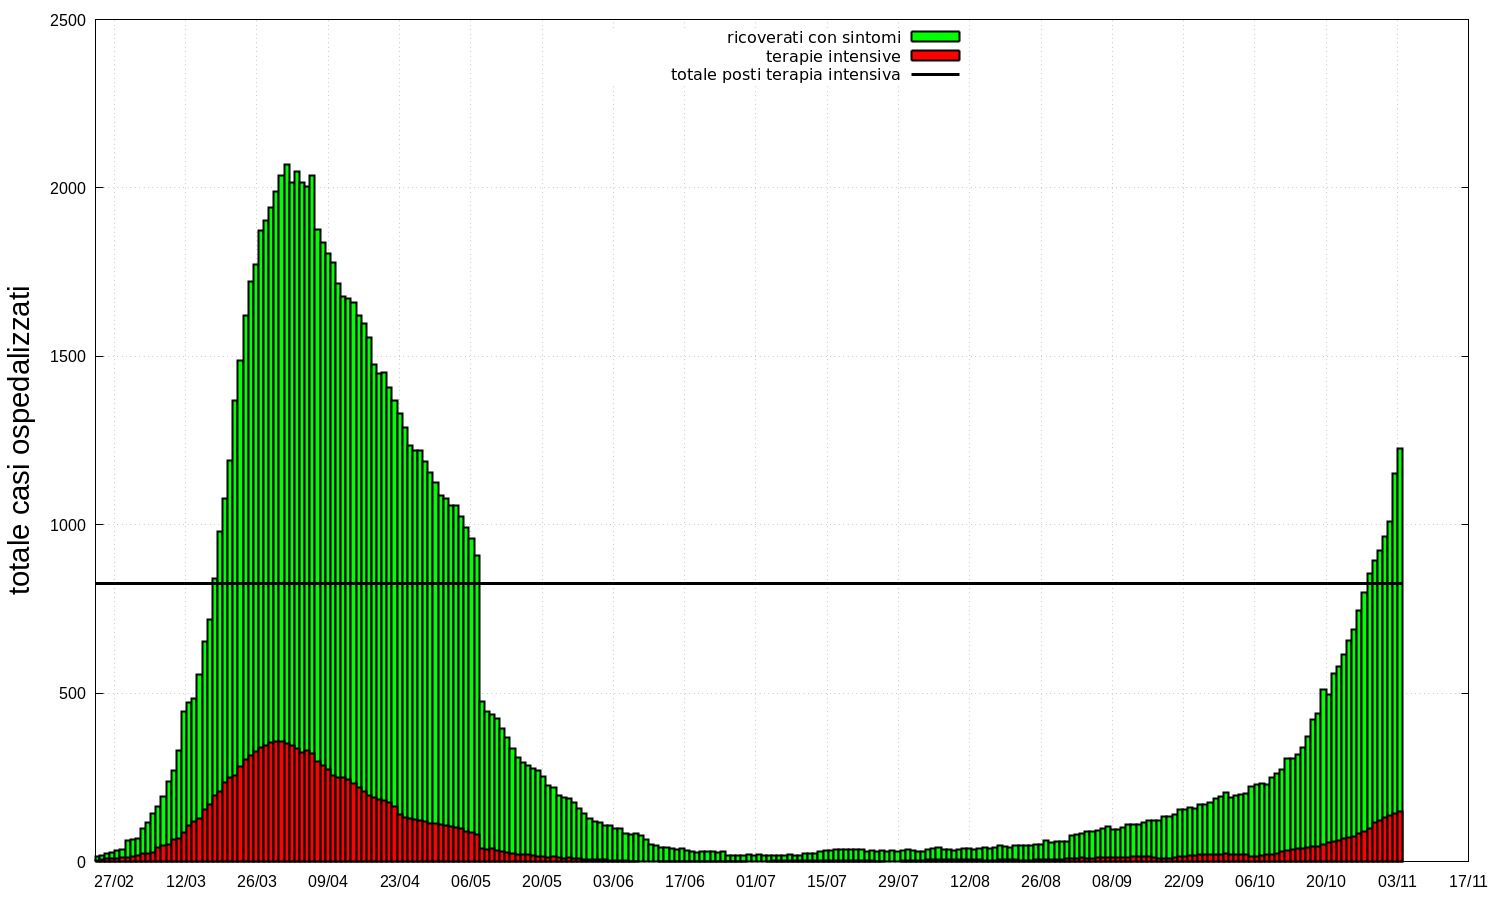 2500
2000
1500
1000
500
0
totale casi ospedalizzati
ricoverati con sintomi
terapie intensive
totale posti terapia intensiva
27/02 12/03 26/03 09/04 23/04 06/05 20/05 03/06 17/06 01/07 15/07 29/07 12/08 26/08 08/09 22/09 06/10 20/10 03/11 17/11